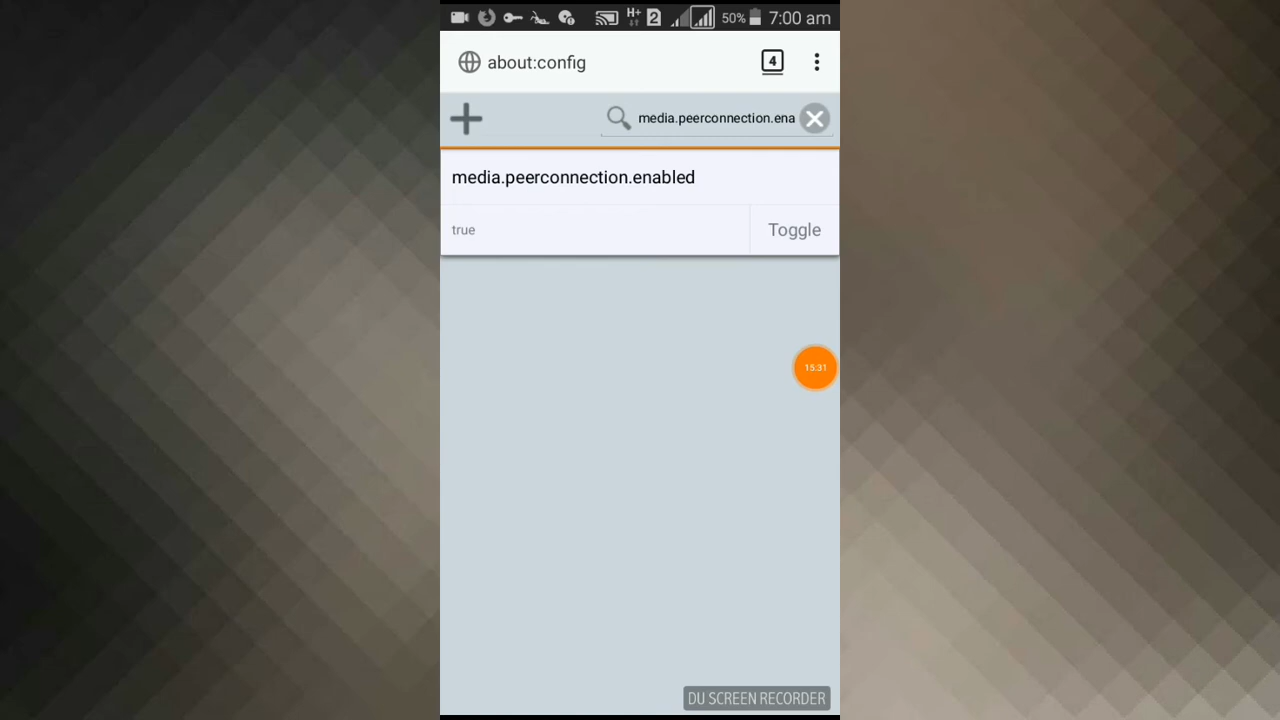 H+ 2 50% 7:00 am
about:config 4
media.peerconnection.ena
media.peerconnection.enabled
true Toggle
15:31
DU SCREEN RECORDER